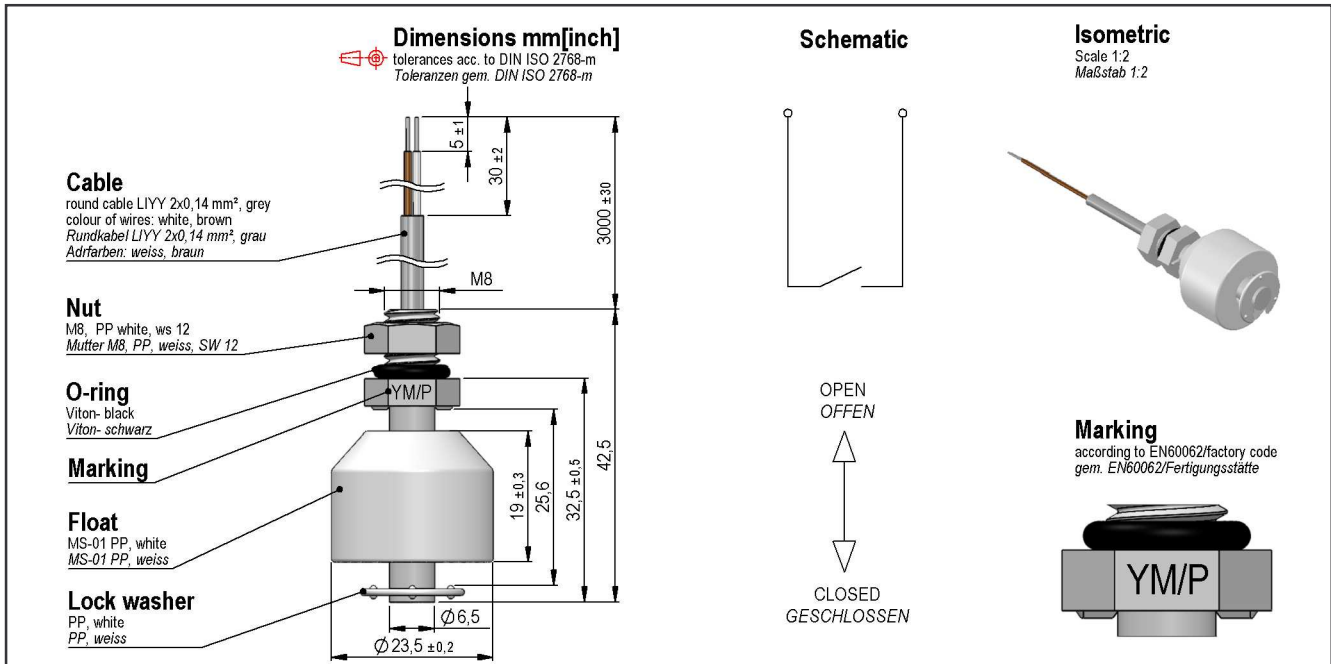 Dimensions mm[inch]
tolerances acc. to DIN ISO 2768-m
Toleranzen gem. DIN ISO 2768-m
Schematic
Isometric
Scale 1:2
Maßstab 1:2
5 ±1
30 ±2
3000 ±30
Cable
round cable LIYY 2x0,14 mm², grey
colour of wires: white, brown
Rundkabel LIYY 2x0,14 mm², grau
Adrfarben: weiss, braun
M8
Nut
M8, PP white, ws 12
Mutter M8, PP, weiss, SW 12
O-ring
Viton- black
Viton- schwarz
YM/P
Marking
Float
MS-01 PP, white
MS-01 PP, weiss
Lock washer
PP, white
PP, weiss
19 ±0,3
25,6
32,5 ±0,5
42,5
Ø6,5
Ø23,5 ±0,2
OPEN
OFFEN
CLOSED
GESCHLOSSEN
Marking
according to EN60062/factory code
gem. EN60062/Fertigungsstätte
YM/P